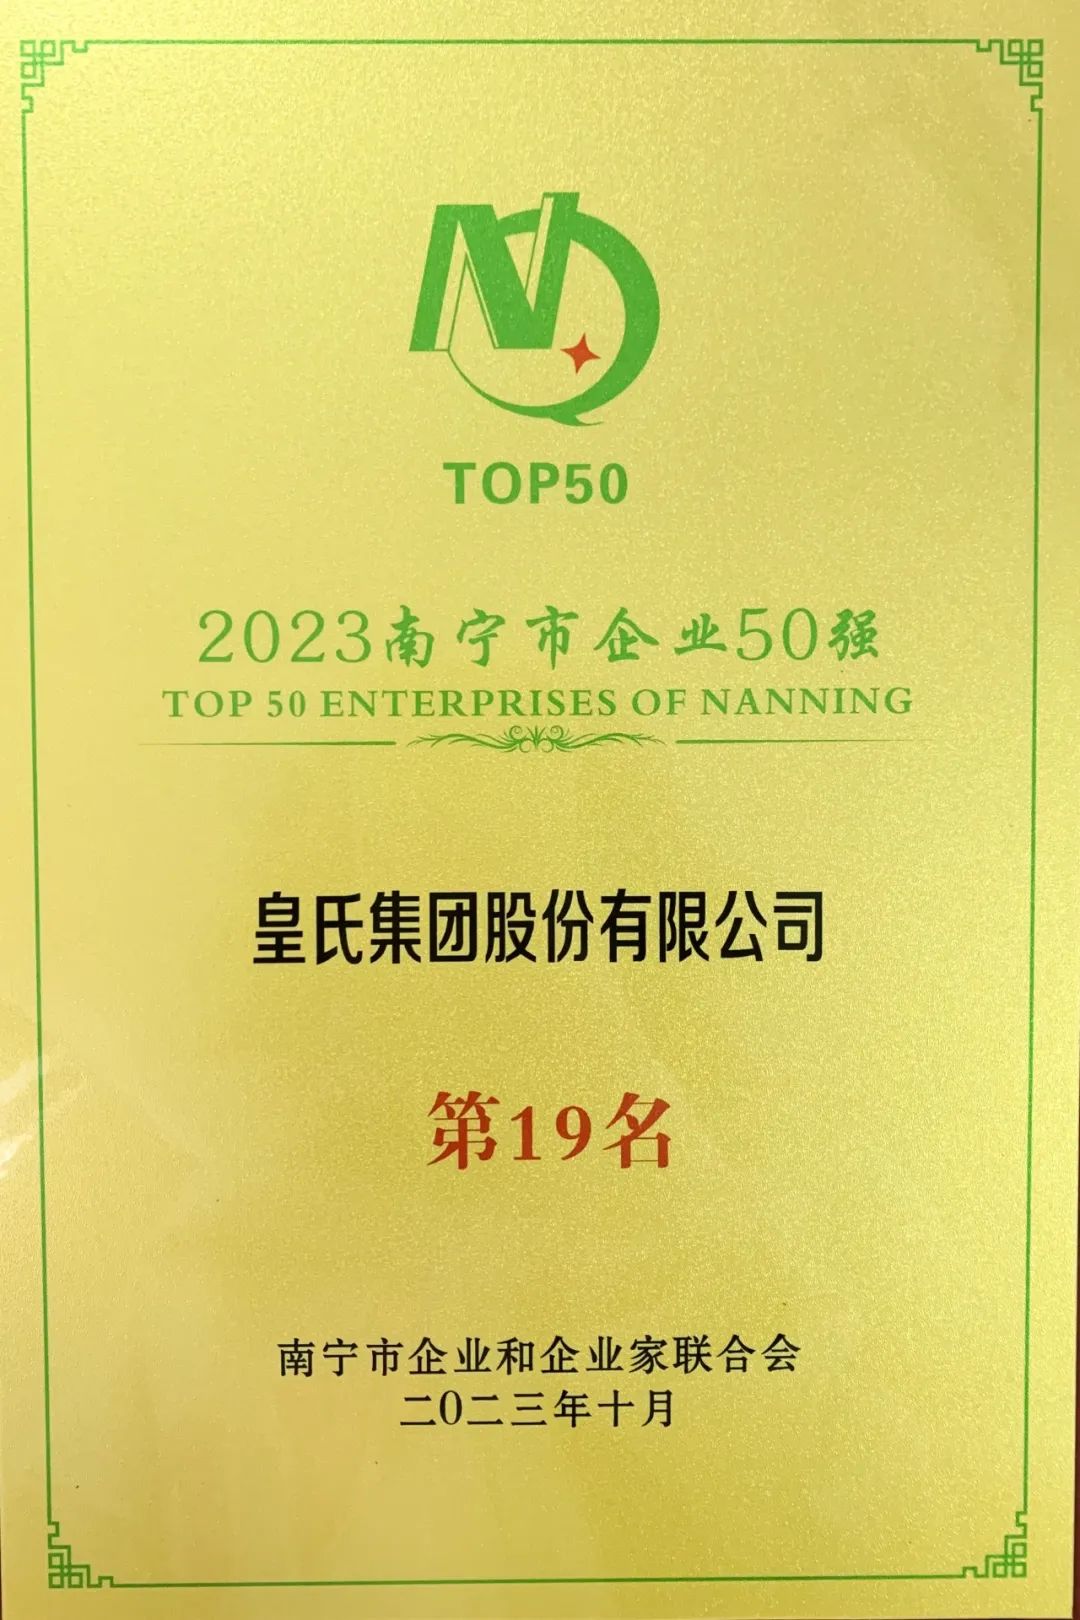 TOP50
2023南宁市企业50强
TOP 50 ENTERPRISES OF NANNING
皇氏集团股份有限公司
第19名
南宁市企业和企业家联合会
二0二三年十月